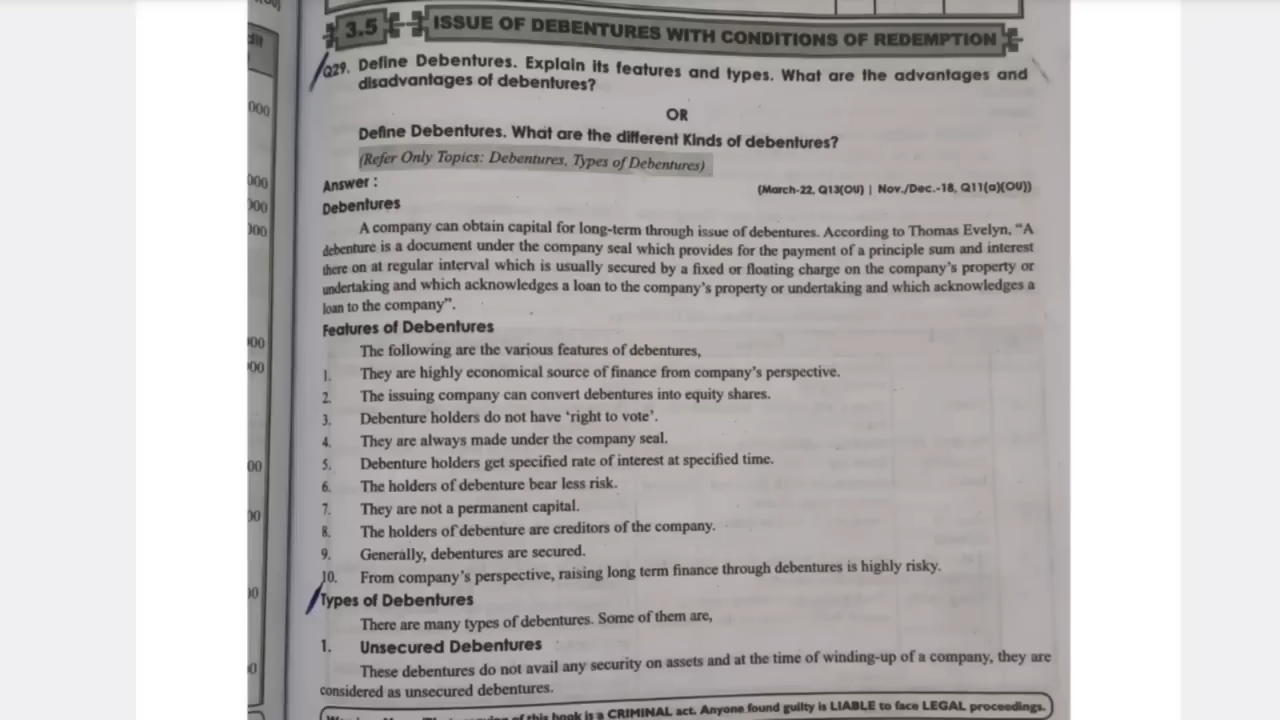 3.5 ISSUE OF DEBENTURES WITH CONDITIONS OF REDEMPTION
Q29. Define Debentures. Explain its features and types. What are the advantages and
disadvantages of debentures?
OR
Define Debentures. What are the different Kinds of debentures?
(Refer Only Topics: Debentures, Types of Debentures)
Answer :
(March-22, Q13(OU) | Nov./Dec.-18, Q11(a)(OU))
Debentures
A company can obtain capital for long-term through issue of debentures. According to Thomas Evelyn, “A
debenture is a document under the company seal which provides for the payment of a principle sum and interest
there on at regular interval which is usually secured by a fixed or floating charge on the company’s property or
undertaking and which acknowledges a loan to the company’s property or undertaking and which acknowledges a
loan to the company”.
Features of Debentures
The following are the various features of debentures,
1. They are highly economical source of finance from company’s perspective.
2. The issuing company can convert debentures into equity shares.
3. Debenture holders do not have ‘right to vote’.
4. They are always made under the company seal.
5. Debenture holders get specified rate of interest at specified time.
6. The holders of debenture bear less risk.
7. They are not a permanent capital.
8. The holders of debenture are creditors of the company.
9. Generally, debentures are secured.
10. From company’s perspective, raising long term finance through debentures is highly risky.
Types of Debentures
There are many types of debentures. Some of them are,
1. Unsecured Debentures
These debentures do not avail any security on assets and at the time of winding-up of a company, they are
considered as unsecured debentures.
of this book is a CRIMINAL act. Anyone found guilty is LIABLE to face LEGAL proceedings.